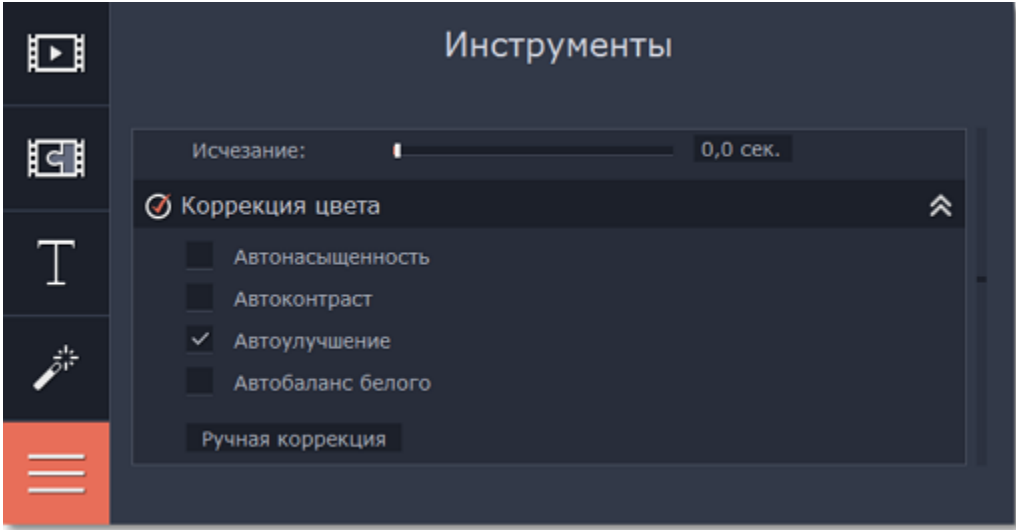 Инструменты
Исчезание: 0,0 сек.
Коррекция цвета
Автонасыщенность
Автоконтраст
Автоулучшение
Автобаланс белого
Ручная коррекция